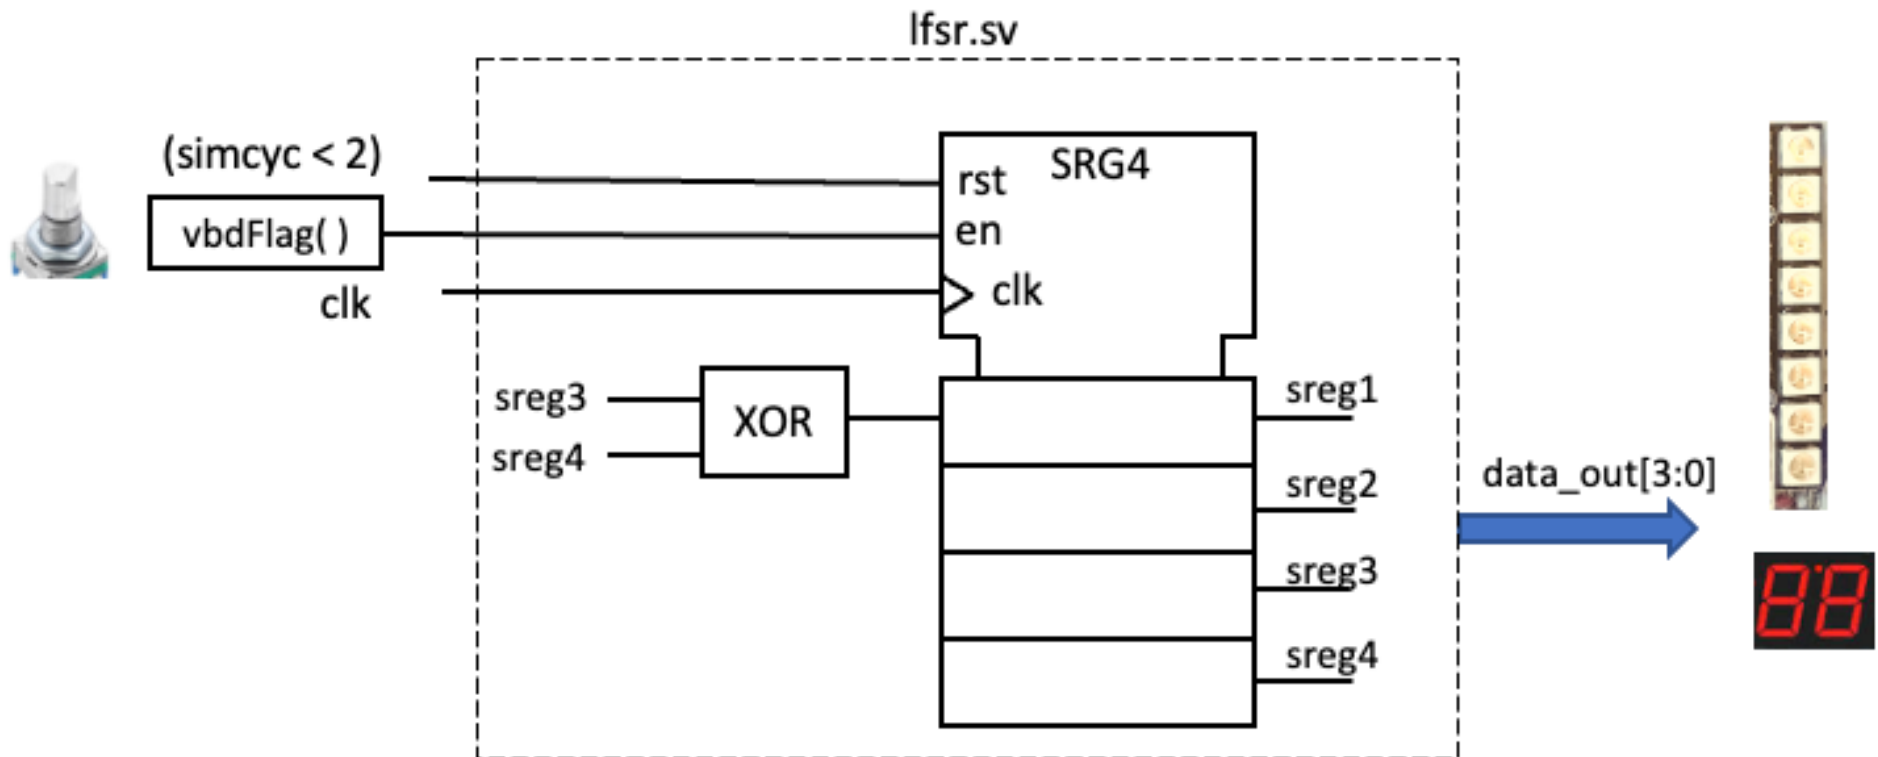 lfsr.sv
(simcyc < 2)
vbdFlag( )
clk
rst
SRG4
en
clk
sreg3
sreg4
XOR
sreg1
sreg2
sreg3
sreg4
data_out[3:0]
88